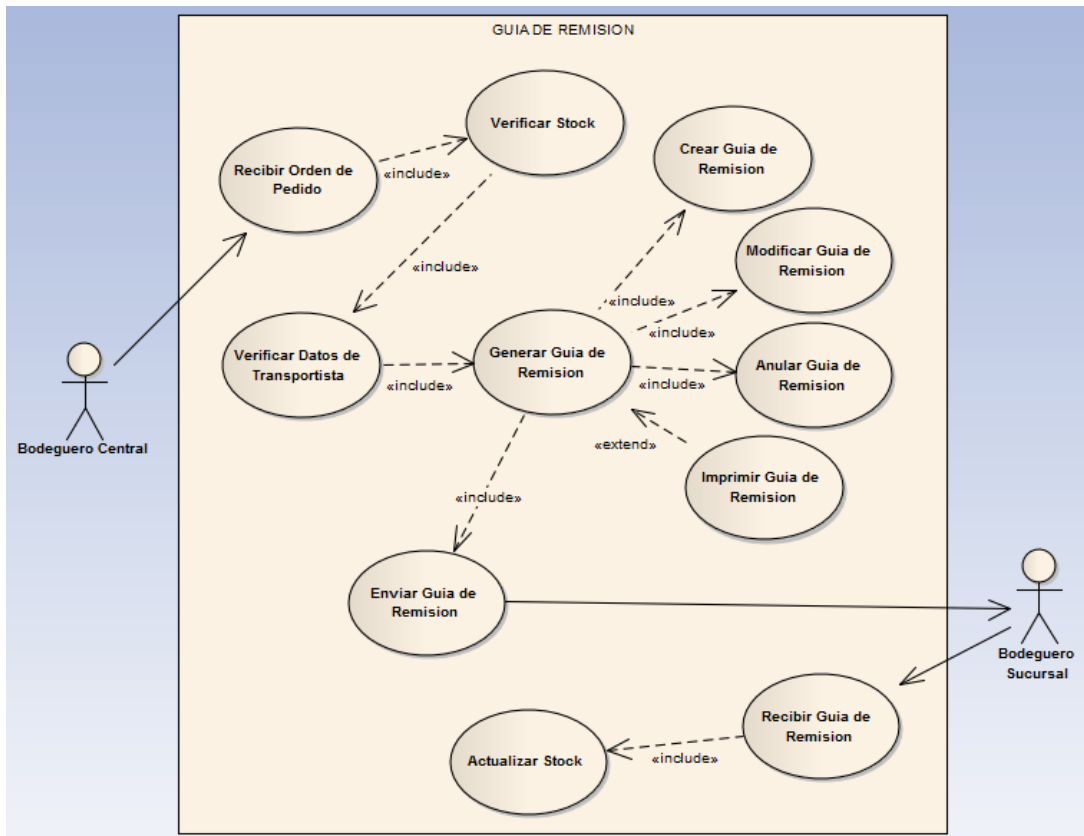 GUIA DE REMISION
Verificar Stock
Crear Guia de
Remision
Recibir Orden de
Pedido
«include»
Modificar Guia de
Remision
«include»
«include»
«include»
Verificar Datos de
Transportista
«include»
Generar Guia de
Remision
«include»
Anular Guia de
Remision
Bodeguero Central
«extend»
Imprimir Guia de
Remision
«include»
Enviar Guia de
Remision
Bodeguero
Sucursal
Recibir Guia de
Remision
Actualizar Stock
«include»